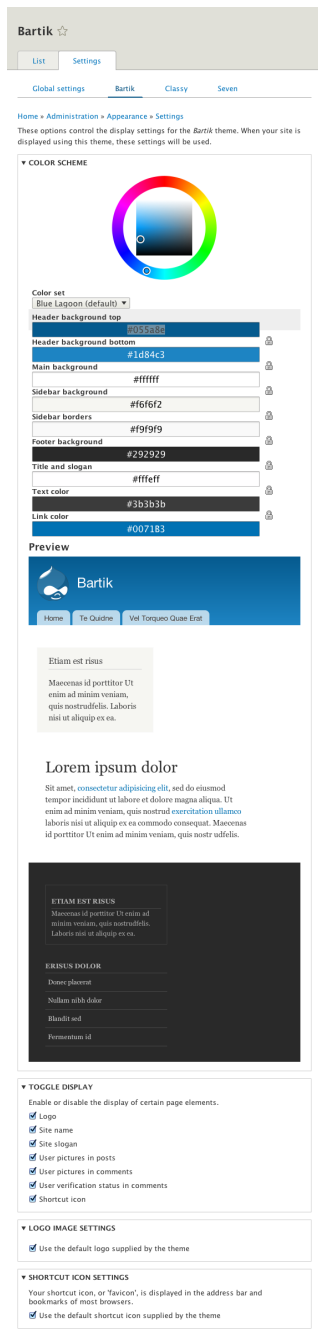 Bartik
List Settings
Global settings Bartik Classy Seven
Home » Administration » Appearance » Settings
These options control the display settings for the Bartik theme. When your site is
displayed using this theme, these settings will be used.
▼ COLOR SCHEME
Color set
Blue Lagoon (default) ▼
Header background top
#055a8e
Header background bottom
#1d84c3
Main background
#ffffff
Sidebar background
#f6f6f2
Sidebar borders
#f9f9f9
Footer background
#292929
Title and slogan
#fffeff
Text color
#3b3b3b
Link color
#0071B3
Preview
Bartik
Home Te Quidne Vel Torqueo Quae Erat
Etiam est risus
Maecenas id porttitor Ut
enim ad minim veniam,
quis nostrudfelis. Laboris
nisi ut aliquip ex ea.
Lorem ipsum dolor
Sit amet, consectetur adipisicing elit, sed do eiusmod
tempor incididunt ut labore et dolore magna aliqua. Ut
enim ad minim veniam, quis nostrud exercitation ullamco
laboris nisi ut aliquip ex ea commodo consequat. Maecenas
id porttitor Ut enim ad minim veniam, quis nostr udfelis.
ETIAM EST RISUS
Maecenas id porttitor Ut enim ad
minim veniam, quis nostrudfelis.
Laboris nisi ut aliquip ex ea.
ERISUS DOLOR
Donec placerat
Nullam nibh dolor
Blandit sed
Fermentum id
▼ TOGGLE DISPLAY
Enable or disable the display of certain page elements.
Logo
Site name
Site slogan
User pictures in posts
User pictures in comments
User verification status in comments
Shortcut icon
▼ LOGO IMAGE SETTINGS
Use the default logo supplied by the theme
▼ SHORTCUT ICON SETTINGS
Your shortcut icon, or 'favicon', is displayed in the address bar and
bookmarks of most browsers.
Use the default shortcut icon supplied by the theme